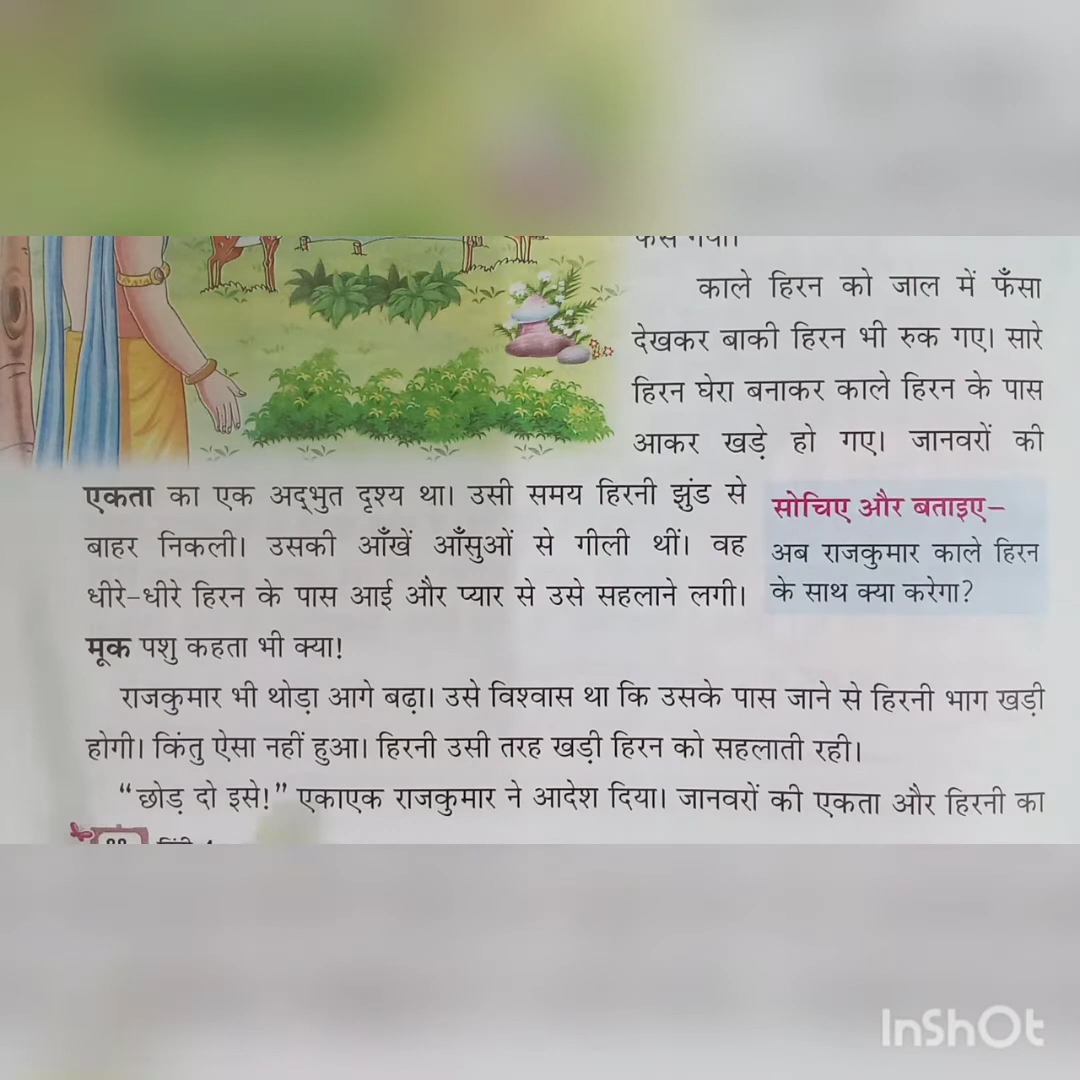 काले हिरन को जाल में फँसा
देखकर बाकी हिरन भी रुक गए। सारे
हिरन घेरा बनाकर काले हिरन के पास
आकर खड़े हो गए। जानवरों की
एकता का एक अद्‌भुत दृश्य था। उसी समय हिरनी झुंड से
बाहर निकली। उसकी आँखें आँसुओं से गीली थीं। वह
धीरे-धीरे हिरन के पास आई और प्यार से उसे सहलाने लगी।
मूक पशु कहता भी क्या!
सोचिए और बताइए–
अब राजकुमार काले हिरन
के साथ क्या करेगा?
राजकुमार भी थोड़ा आगे बढ़ा। उसे विश्वास था कि उसके पास जाने से हिरनी भाग खड़ी
होगी। किंतु ऐसा नहीं हुआ। हिरनी उसी तरह खड़ी हिरन को सहलाती रही।
“छोड़ दो इसे!” एकाएक राजकुमार ने आदेश दिया। जानवरों की एकता और हिरनी का
InShOt